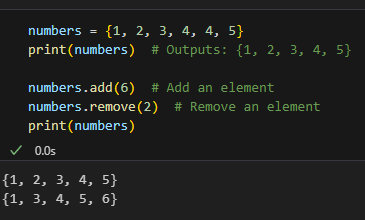 numbers = {1, 2, 3, 4, 4, 5}
print(numbers)  # Outputs: {1, 2, 3, 4, 5}

numbers.add(6)  # Add an element
numbers.remove(2)  # Remove an element
print(numbers)
0.0s
{1, 2, 3, 4, 5}
{1, 3, 4, 5, 6}